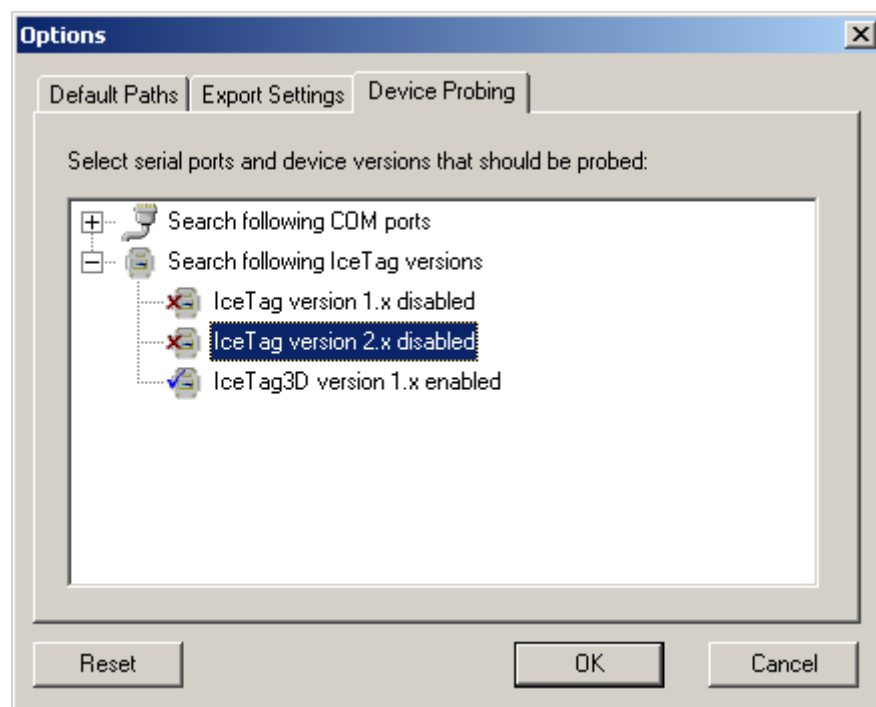 Options
Default Paths Export Settings Device Probing
Select serial ports and device versions that should be probed:
Search following COM ports
Search following IceTag versions
IceTag version 1.x disabled
IceTag version 2.x disabled
IceTag3D version 1.x enabled
Reset OK Cancel